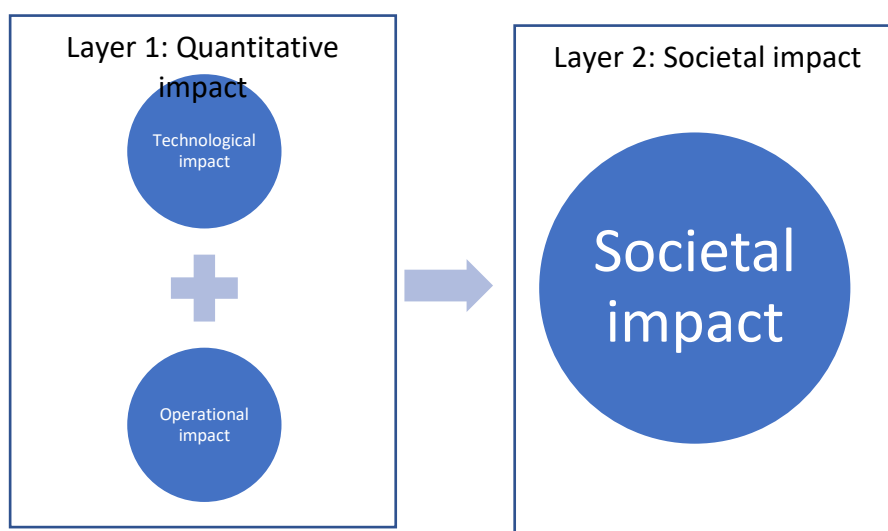 Layer 1: Quantitative
impact
Technological
impact
Operational
impact
Layer 2: Societal impact
Societal
impact